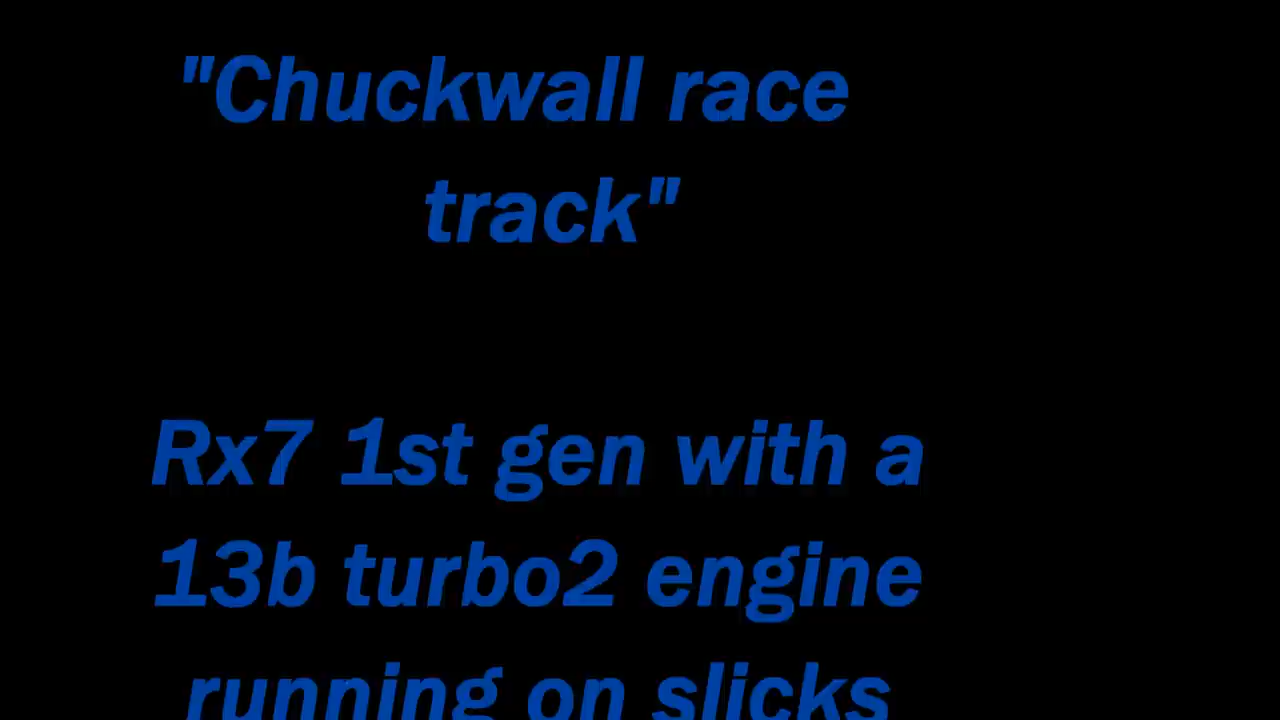 "Chuckwall race
track"
Rx7 1st gen with a
13b turbo2 engine
running on slicks